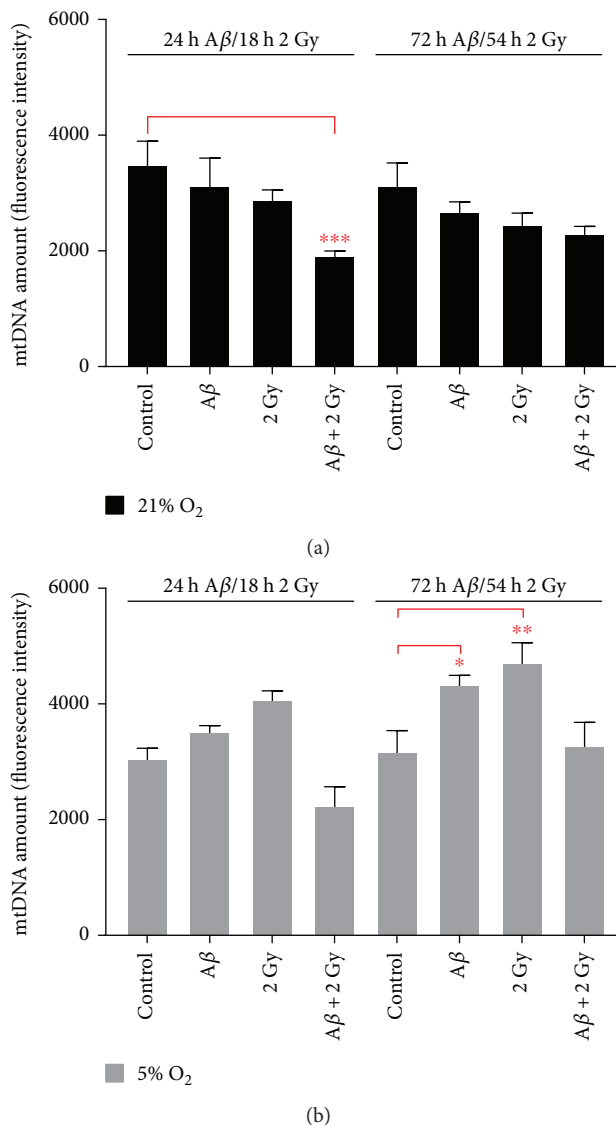 6000
4000
2000
0
mtDNA amount (fluorescence intensity)
24 h Aβ/18 h 2 Gy
72 h Aβ/54 h 2 Gy
***
Control
Aβ
2 Gy
Aβ + 2 Gy
Control
Aβ
2 Gy
Aβ + 2 Gy
21% O₂
(a)
6000
4000
2000
0
mtDNA amount (fluorescence intensity)
24 h Aβ/18 h 2 Gy
72 h Aβ/54 h 2 Gy
*
**
Control
Aβ
2 Gy
Aβ + 2 Gy
Control
Aβ
2 Gy
Aβ + 2 Gy
5% O₂
(b)